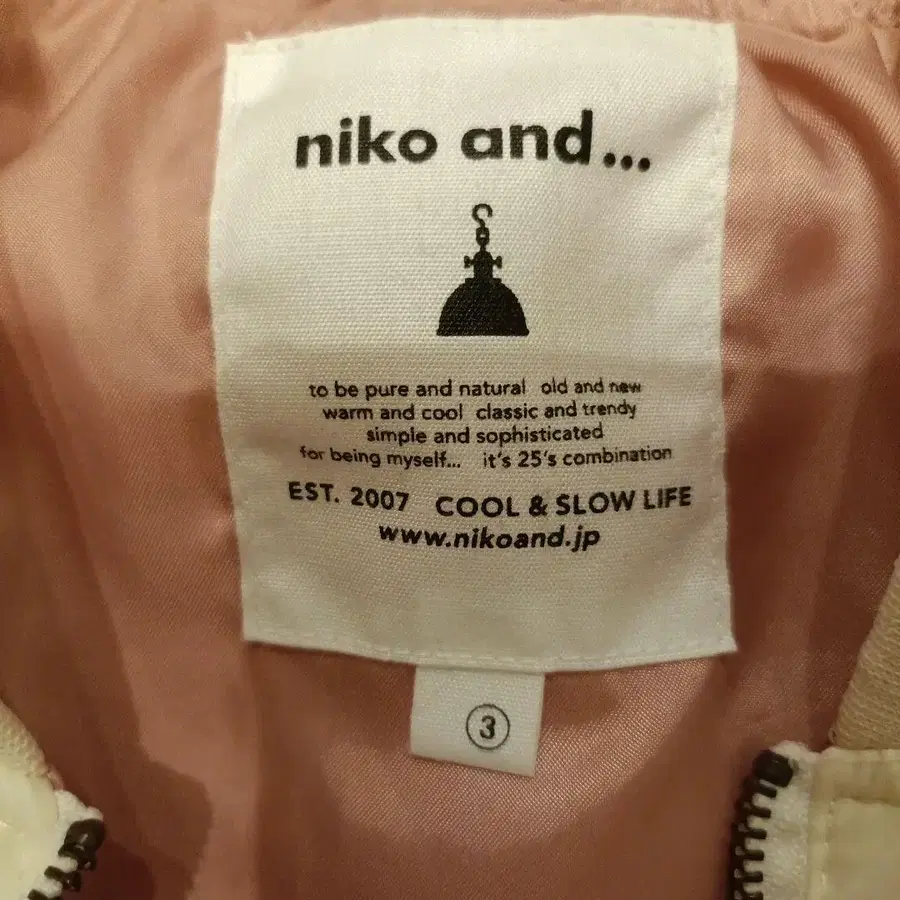 niko and...
to be pure and natural old and new
warm and cool classic and trendy
simple and sophisticated
for being myself... it's 25's combination
EST. 2007 COOL & SLOW LIFE
www.nikoand.jp
3